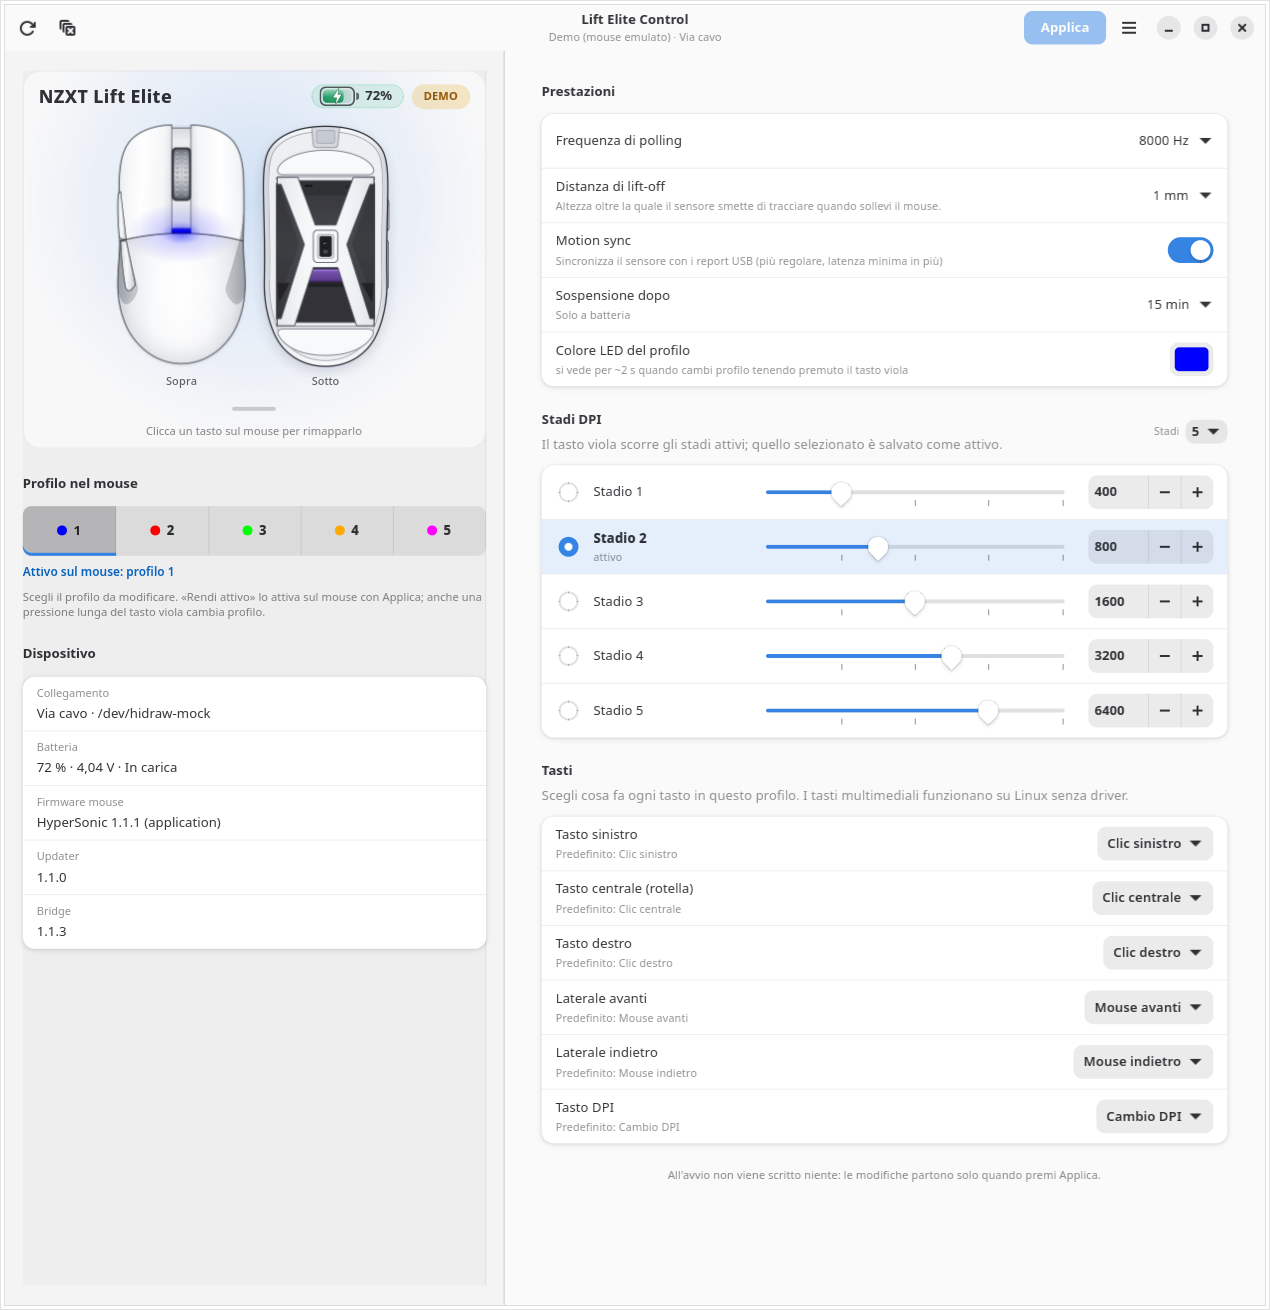 Lift Elite Control
Demo (mouse emulato) · Via cavo
Applica
NZXT Lift Elite
72%
DEMO
Sopra
Sotto
Clicca un tasto sul mouse per rimapparlo
Profilo nel mouse
1
2
3
4
5
Attivo sul mouse: profilo 1
Scegli il profilo da modificare. «Rendi attivo» lo attiva sul mouse con Applica; anche una
pressione lunga del tasto viola cambia profilo.
Dispositivo
Collegamento
Via cavo · /dev/hidraw-mock
Batteria
72 % · 4,04 V · In carica
Firmware mouse
HyperSonic 1.1.1 (application)
Updater
1.1.0
Bridge
1.1.3
Prestazioni
Frequenza di polling
8000 Hz
Distanza di lift-off
Altezza oltre la quale il sensore smette di tracciare quando sollevi il mouse.
1 mm
Motion sync
Sincronizza il sensore con i report USB (più regolare, latenza minima in più)
Sospensione dopo
Solo a batteria
15 min
Colore LED del profilo
si vede per ~2 s quando cambi profilo tenendo premuto il tasto viola
Stadi DPI
Il tasto viola scorre gli stadi attivi; quello selezionato è salvato come attivo.
Stadi
5
Stadio 1
400
Stadio 2
attivo
800
Stadio 3
1600
Stadio 4
3200
Stadio 5
6400
Tasti
Scegli cosa fa ogni tasto in questo profilo. I tasti multimediali funzionano su Linux senza driver.
Tasto sinistro
Predefinito: Clic sinistro
Clic sinistro
Tasto centrale (rotella)
Predefinito: Clic centrale
Clic centrale
Tasto destro
Predefinito: Clic destro
Clic destro
Laterale avanti
Predefinito: Mouse avanti
Mouse avanti
Laterale indietro
Predefinito: Mouse indietro
Mouse indietro
Tasto DPI
Predefinito: Cambio DPI
Cambio DPI
All'avvio non viene scritto niente: le modifiche partono solo quando premi Applica.